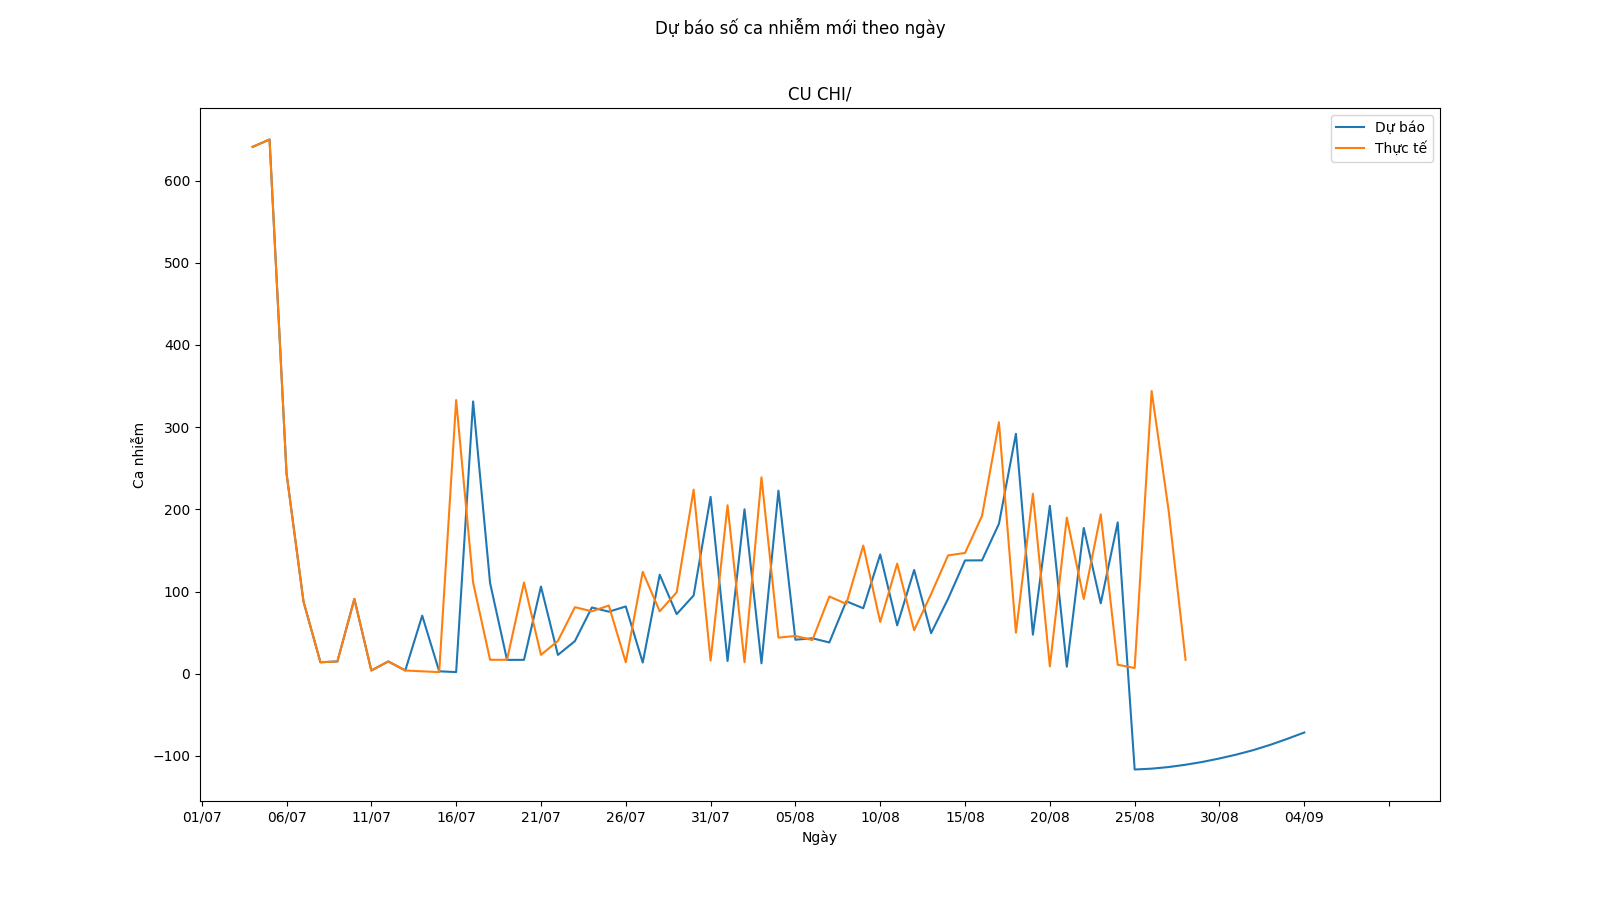 Dự báo số ca nhiễm mới theo ngày
CU CHI/
Dự báo
Thực tế
600
500
400
300
200
100
0
−100
Ca nhiễm
01/07 06/07 11/07 16/07 21/07 26/07 31/07 05/08 10/08 15/08 20/08 25/08 30/08 04/09
Ngày